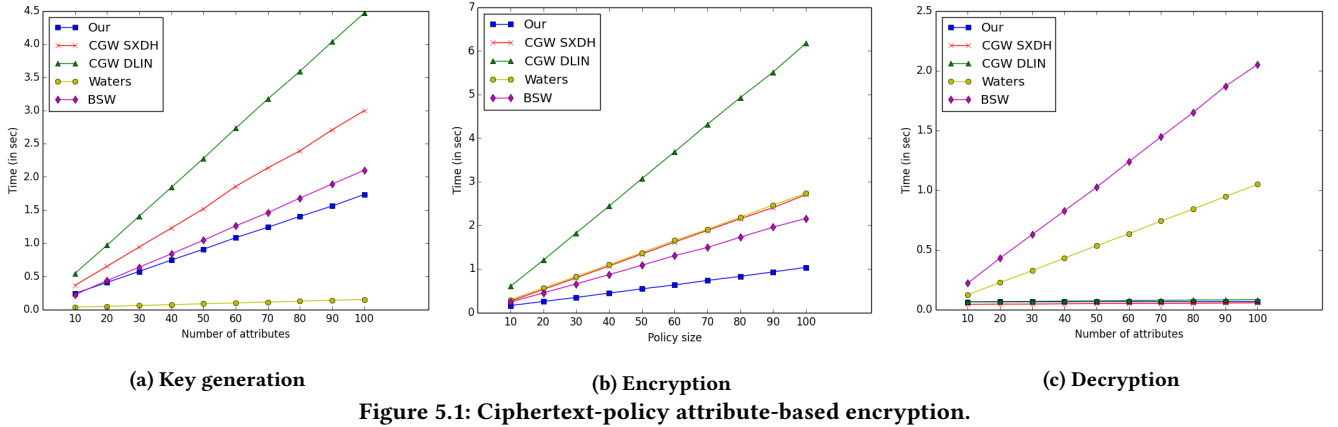 4.5
4.0
3.5
3.0
2.5
2.0
1.5
1.0
0.5
0.0
Time (in sec)
Our
CGW SXDH
CGW DLIN
Waters
BSW
10 20 30 40 50 60 70 80 90 100
Number of attributes
(a) Key generation
7
6
5
4
3
2
1
0
Time (in sec)
Our
CGW SXDH
CGW DLIN
Waters
BSW
10 20 30 40 50 60 70 80 90 100
Policy size
(b) Encryption
2.5
2.0
1.5
1.0
0.5
0.0
Time (in sec)
Our
CGW SXDH
CGW DLIN
Waters
BSW
10 20 30 40 50 60 70 80 90 100
Number of attributes
(c) Decryption
Figure 5.1: Ciphertext-policy attribute-based encryption.